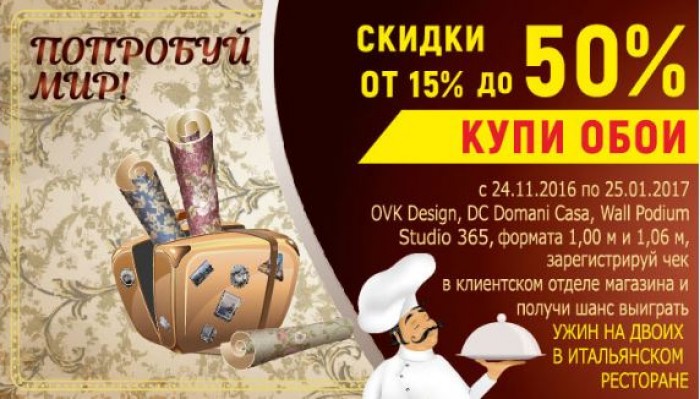 ПОПРОБУЙ
МИР!
СКИДКИ
ОТ 15% до 50%
КУПИ ОБОИ
с 24.11.2016 по 25.01.2017
OVK Design, DC Domani Casa, Wall Podium
Studio 365, формата 1,00 м и 1,06 м,
зарегистрируй чек
в клиентском отделе магазина и
получи шанс выиграть
УЖИН НА ДВОИХ
В ИТАЛЬЯНСКОМ
РЕСТОРАНЕ